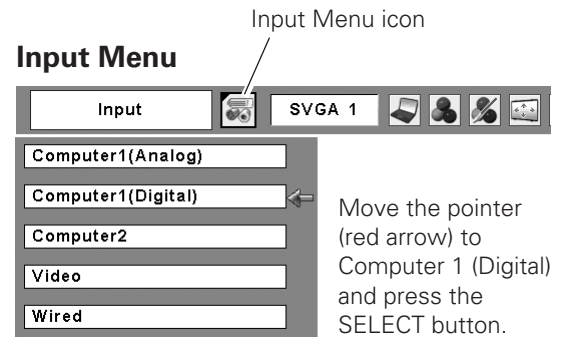 Input Menu icon
Input Menu
Input
SVGA 1
Computer1(Analog)
Computer1(Digital)
Computer2
Video
Wired
Move the pointer
(red arrow) to
Computer 1 (Digital)
and press the
SELECT button.